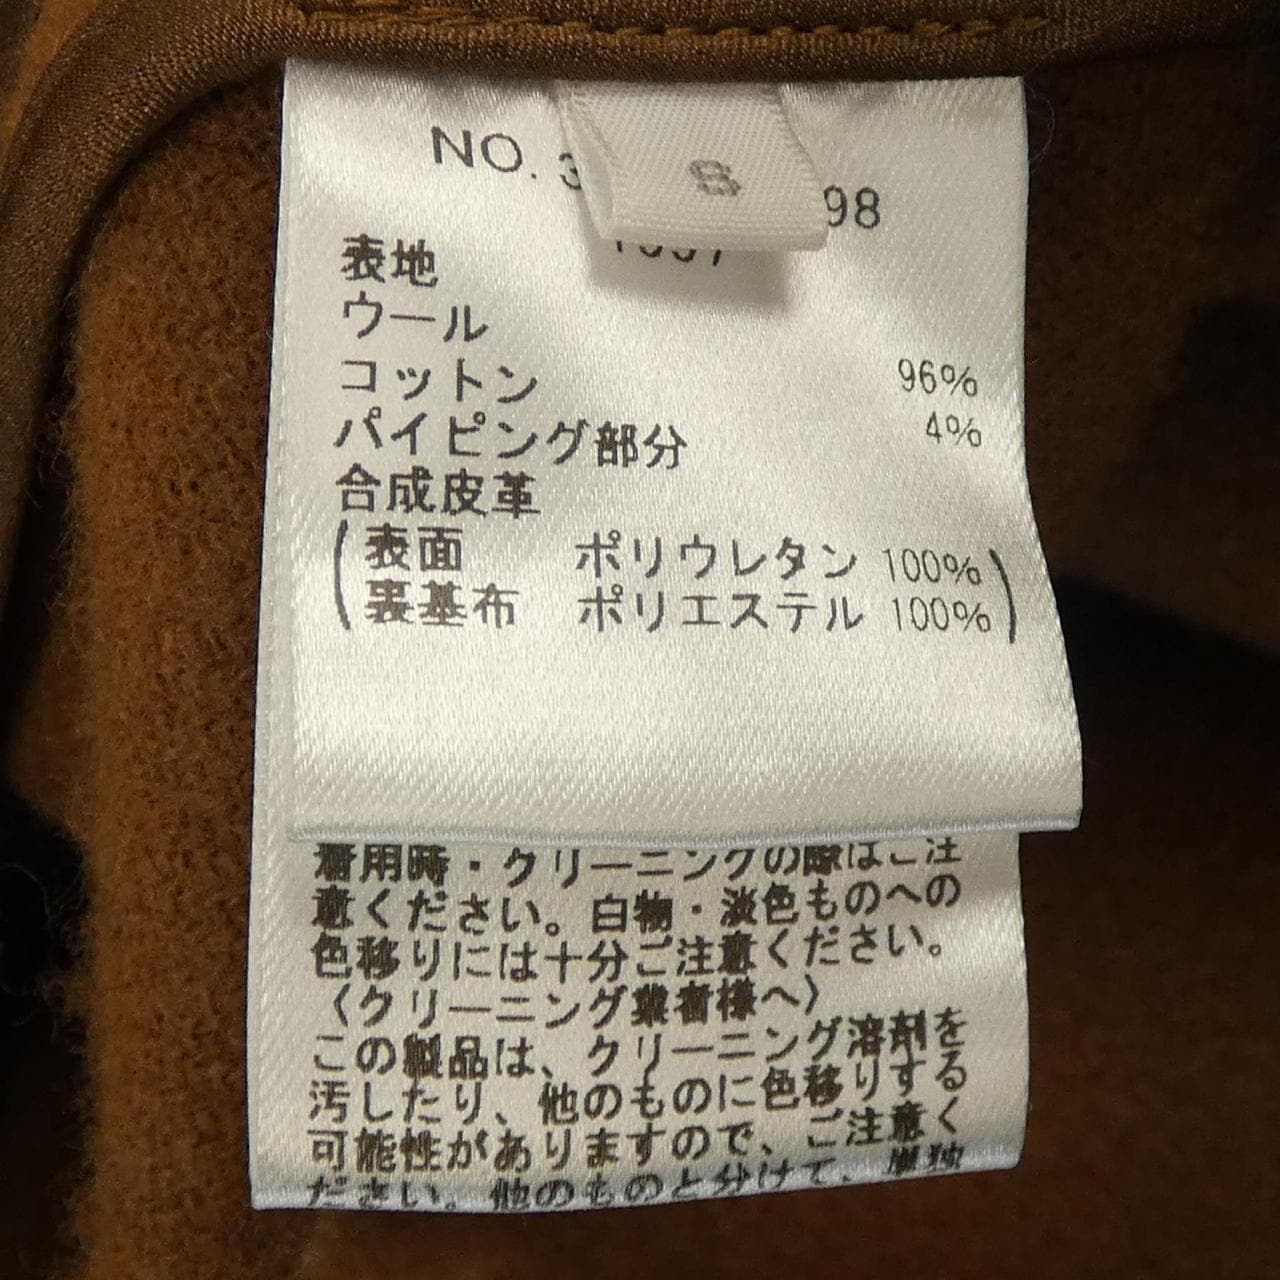 NO. 3
S
98
表地
ウール
コットン 96%
パイピング部分 4%
合成皮革
(表面 ポリウレタン 100%
裏基布 ポリエステル 100%)
着用時・クリーニングの際はご注
意ください。白物・淡色ものへの
色移りには十分ご注意ください。
〈クリーニング業者様へ〉
この製品は、クリーニング溶剤を
汚したり、他のものに色移りする
可能性がありますので、ご注意く
ださい。他のものと分けて、単独